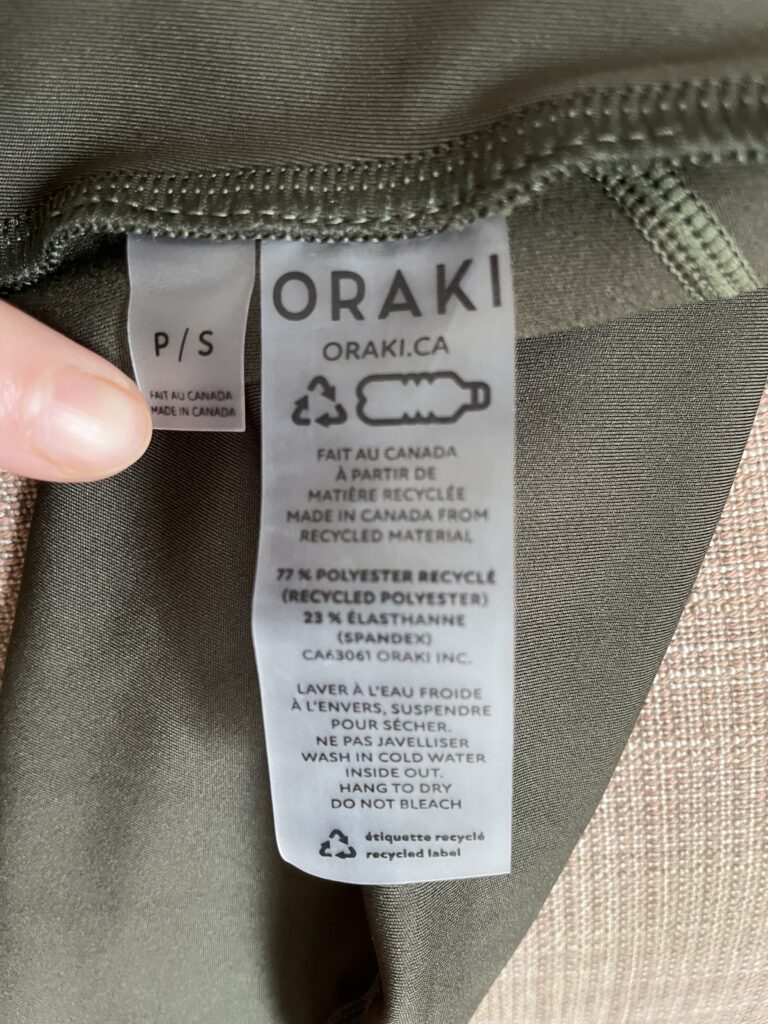 P / S
FAIT AU CANADA
MADE IN CANADA
ORAKI
ORAKI.CA
FAIT AU CANADA
À PARTIR DE
MATIÈRE RECYCLÉE
MADE IN CANADA FROM
RECYCLED MATERIAL
77 % POLYESTER RECYCLÉ
(RECYCLED POLYESTER)
23 % ÉLASTHANNE
(SPANDEX)
CA63061 ORAKI INC.
LAVER À L'EAU FROIDE
À L'ENVERS, SUSPENDRE
POUR SÉCHER.
NE PAS JAVELLISER
WASH IN COLD WATER
INSIDE OUT.
HANG TO DRY
DO NOT BLEACH
étiquette recyclé
recycled label